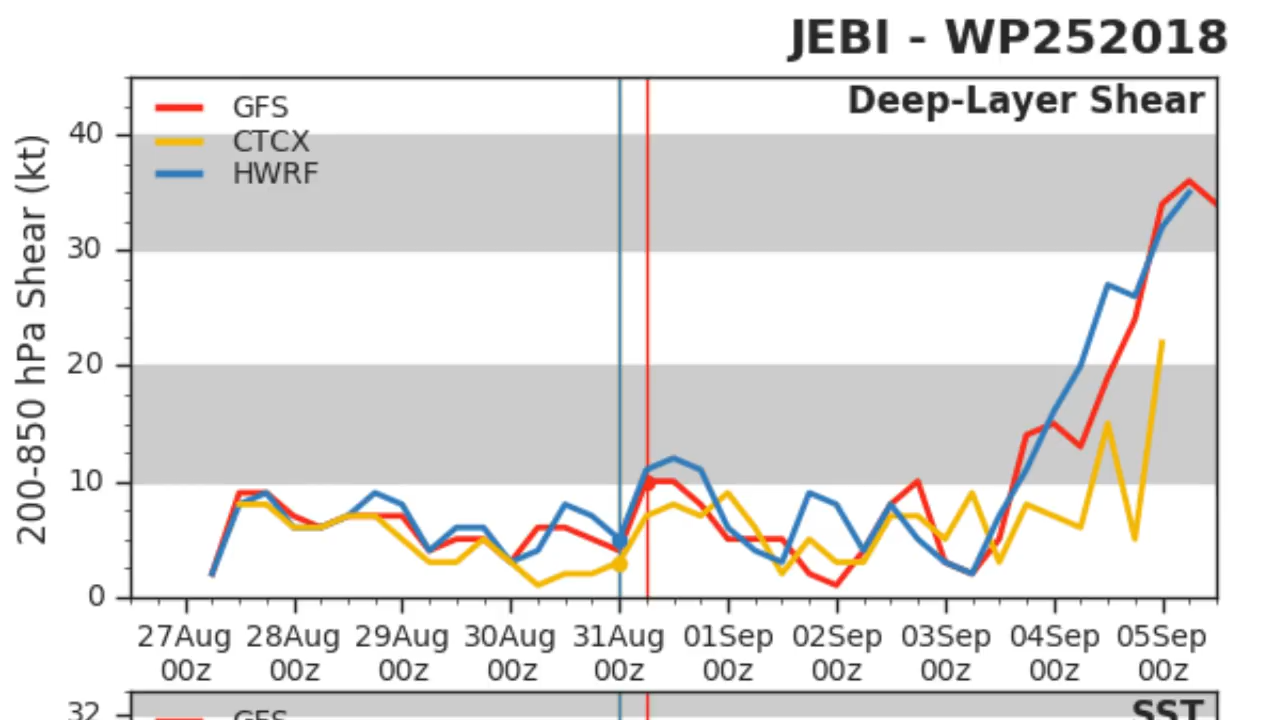 JEBI - WP252018
Deep-Layer Shear
GFS
CTCX
HWRF
200-850 hPa Shear (kt)
40
30
20
10
0
27Aug 28Aug 29Aug 30Aug 31Aug 01Sep 02Sep 03Sep 04Sep 05Sep
00z 00z 00z 00z 00z 00z 00z 00z 00z 00z
32
GFS
SST